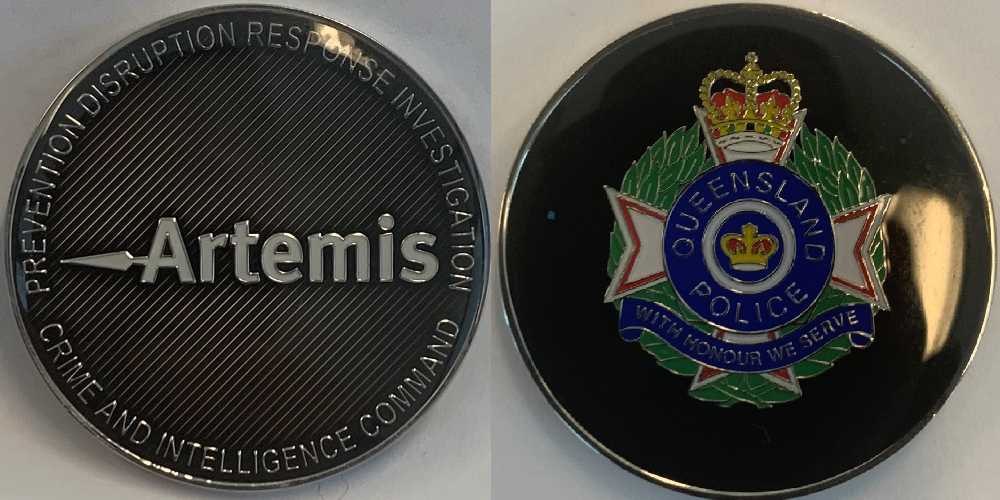 PREVENTION DISRUPTION RESPONSE INVESTIGATION
Artemis
CRIME AND INTELLIGENCE COMMAND
QUEENSLAND
POLICE
WITH HONOUR WE SERVE